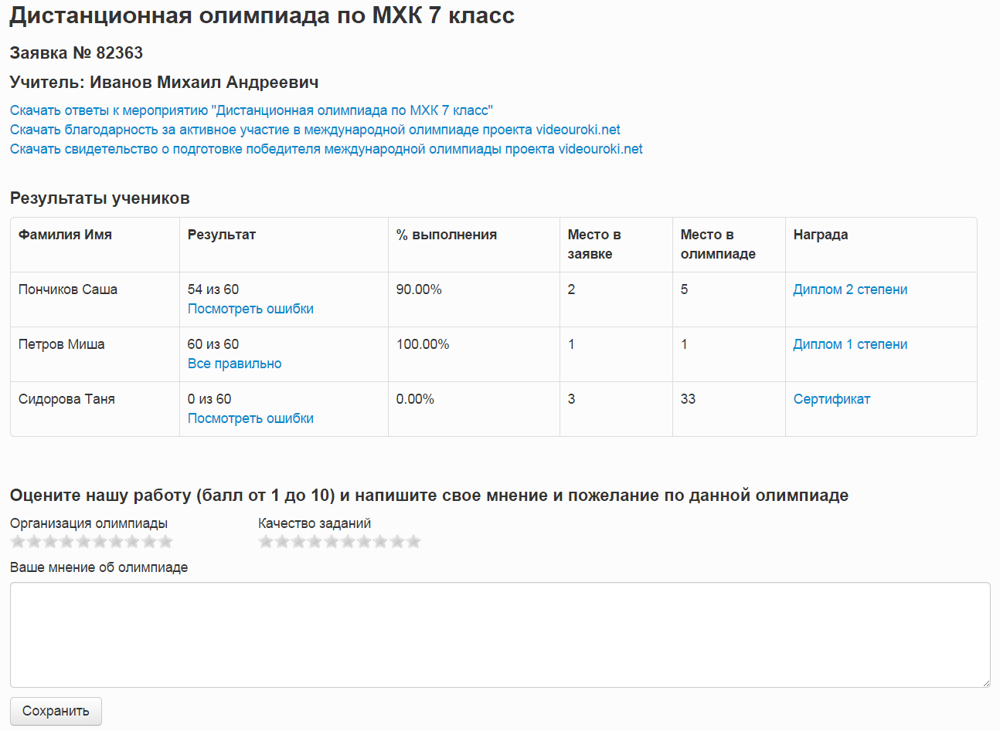 Дистанционная олимпиада по МХК 7 класс
Заявка № 82363
Учитель: Иванов Михаил Андреевич
Скачать ответы к мероприятию "Дистанционная олимпиада по МХК 7 класс"
Скачать благодарность за активное участие в международной олимпиаде проекта videouroki.net
Скачать свидетельство о подготовке победителя международной олимпиады проекта videouroki.net
Результаты учеников
Фамилия Имя Результат % выполнения Место в заявке Место в олимпиаде Награда
Пончиков Саша 54 из 60 90.00% 2 5 Диплом 2 степени
Посмотреть ошибки
Петров Миша 60 из 60 100.00% 1 1 Диплом 1 степени
Все правильно
Сидорова Таня 0 из 60 0.00% 3 33 Сертификат
Посмотреть ошибки
Оцените нашу работу (балл от 1 до 10) и напишите свое мнение и пожелание по данной олимпиаде
Организация олимпиады Качество заданий
Ваше мнение об олимпиаде
Сохранить